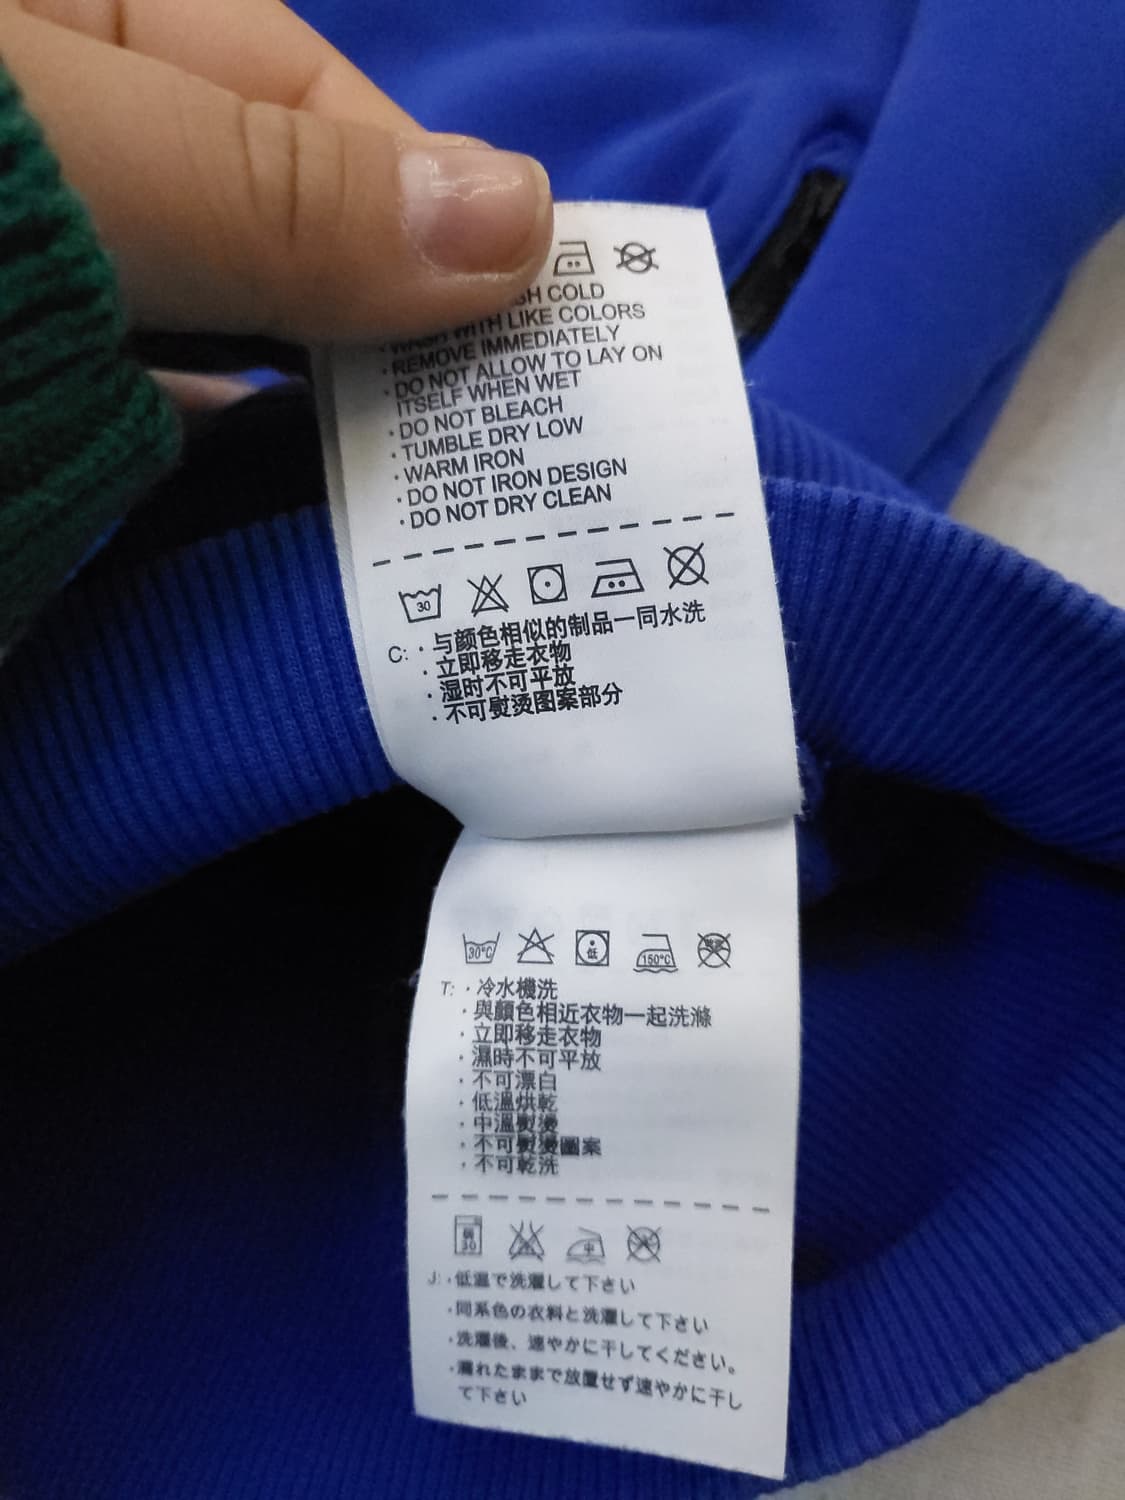 SH COLD
· WASH WITH LIKE COLORS
· REMOVE IMMEDIATELY
· DO NOT ALLOW TO LAY ON
ITSELF WHEN WET
· DO NOT BLEACH
· TUMBLE DRY LOW
· WARM IRON
· DO NOT IRON DESIGN
· DO NOT DRY CLEAN
30
C: · 与颜色相似的制品一同水洗
· 立即移走衣物
· 湿时不可平放
· 不可熨烫图案部分
30°C 低 150°C
T: · 冷水機洗
· 與顏色相近衣物一起洗滌
· 立即移走衣物
· 濕時不可平放
· 不可漂白
· 低溫烘乾
· 中溫熨燙
· 不可熨燙圖案
· 不可乾洗
30 中
J: · 低温で洗濯して下さい
· 同系色の衣料と洗濯して下さい
· 洗濯後、速やかに干してください。
· 濡れたままで放置せず速やかに干し
て下さい